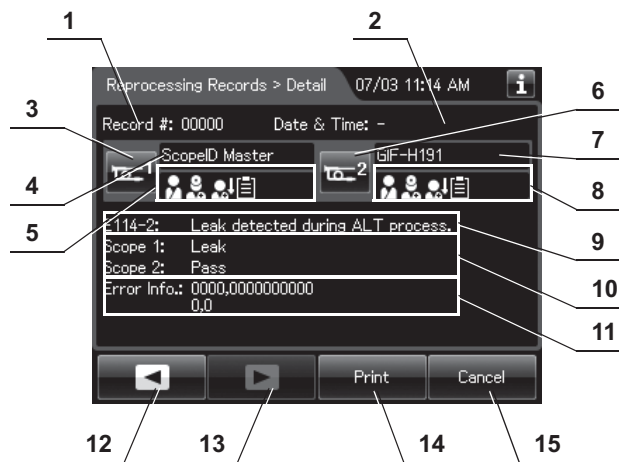 1 2
Reprocessing Records > Detail 07/03 11:14 AM i
6
3 Record #: 00000 Date & Time: -
7
1 ScopeID Master 2 GIF-H191
4
8
5
E114-2: Leak detected during ALT process.
9
Scope 1: Leak
Scope 2: Pass
10
Error Info.: 0000,0000000000
0,0
11
Print Cancel
12 13 14 15